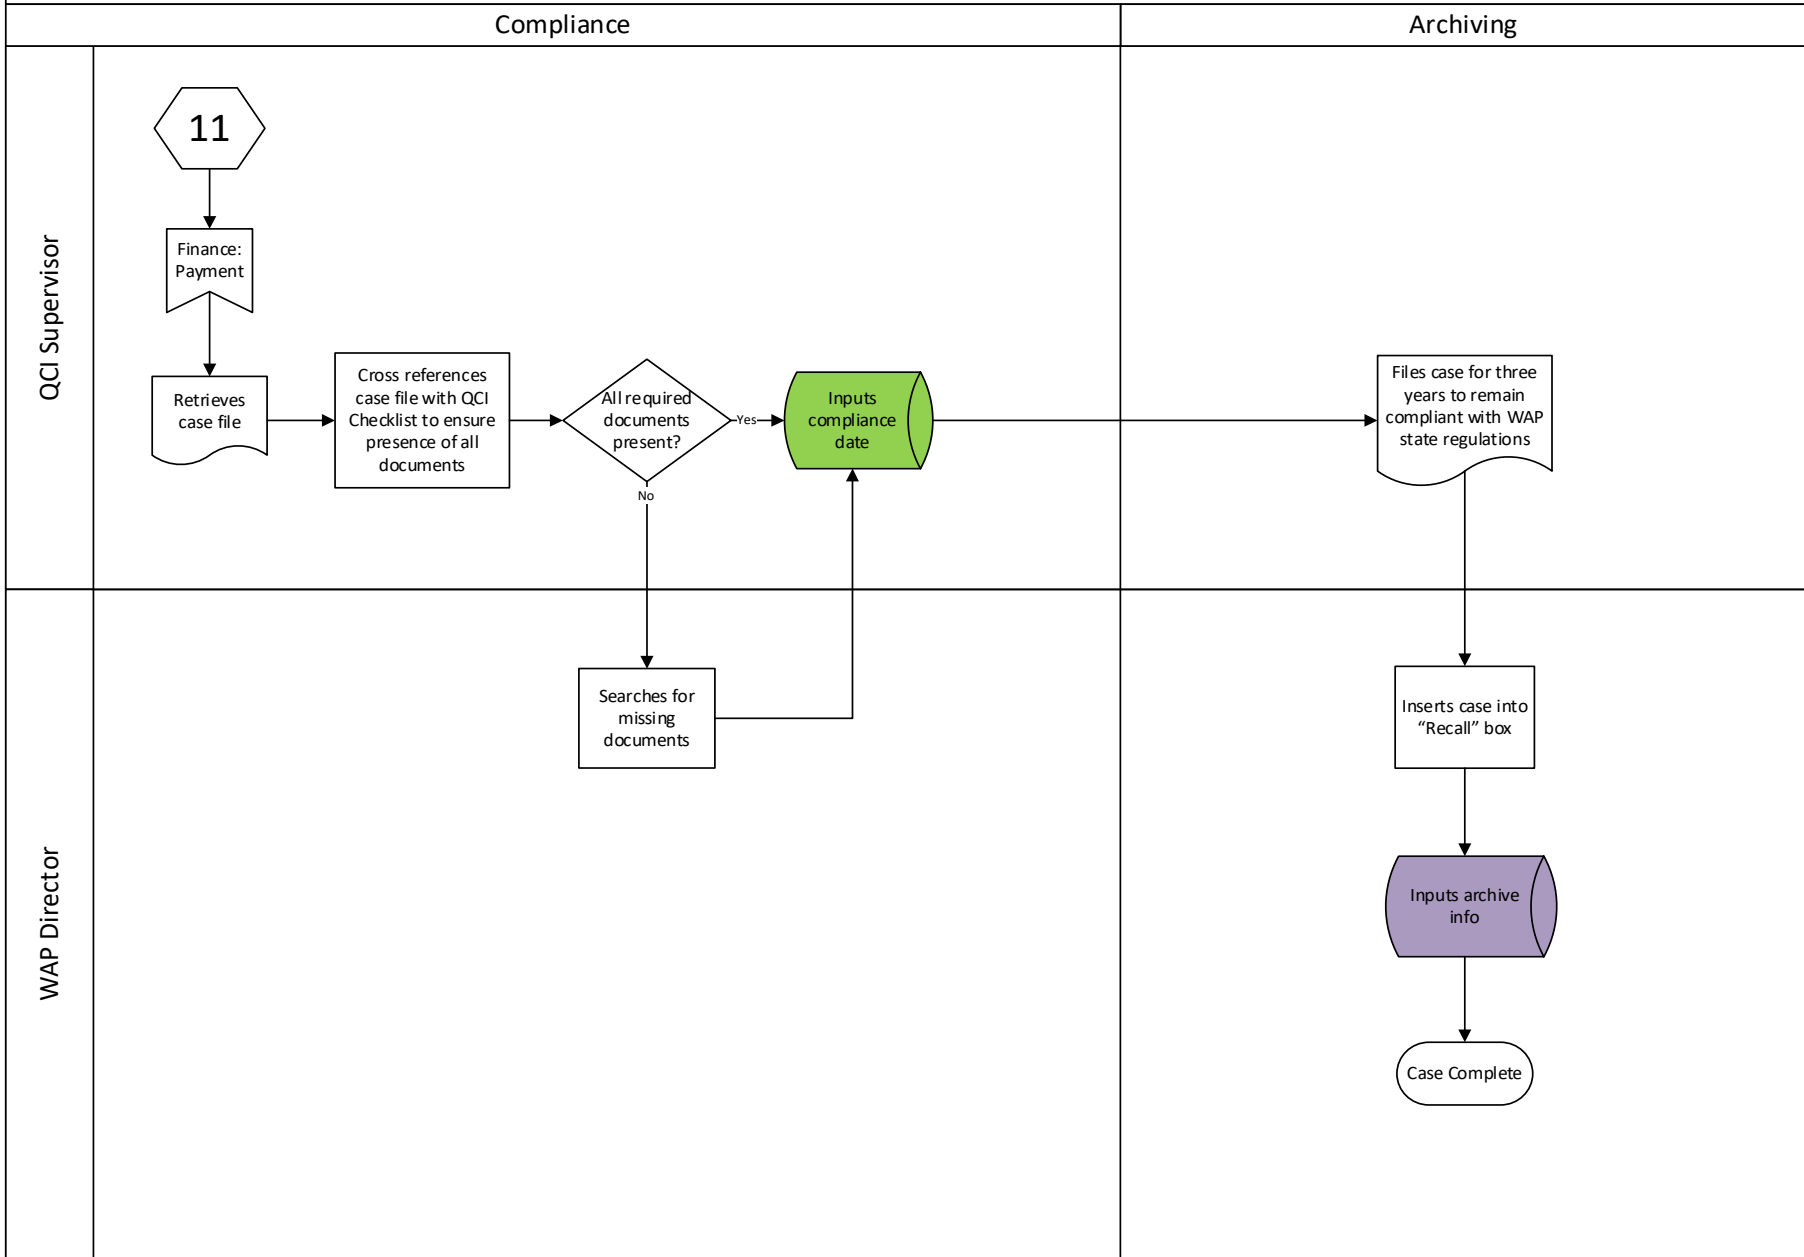 Compliance
Archiving
QCI Supervisor
11
Finance:
Payment
Retrieves
case file
Cross references
case file with QCI
Checklist to ensure
presence of all
documents
All required
documents
present?
Yes
No
Inputs
compliance
date
Files case for three
years to remain
compliant with WAP
state regulations
WAP Director
Searches for
missing
documents
Inserts case into
“Recall” box
Inputs archive
info
Case Complete